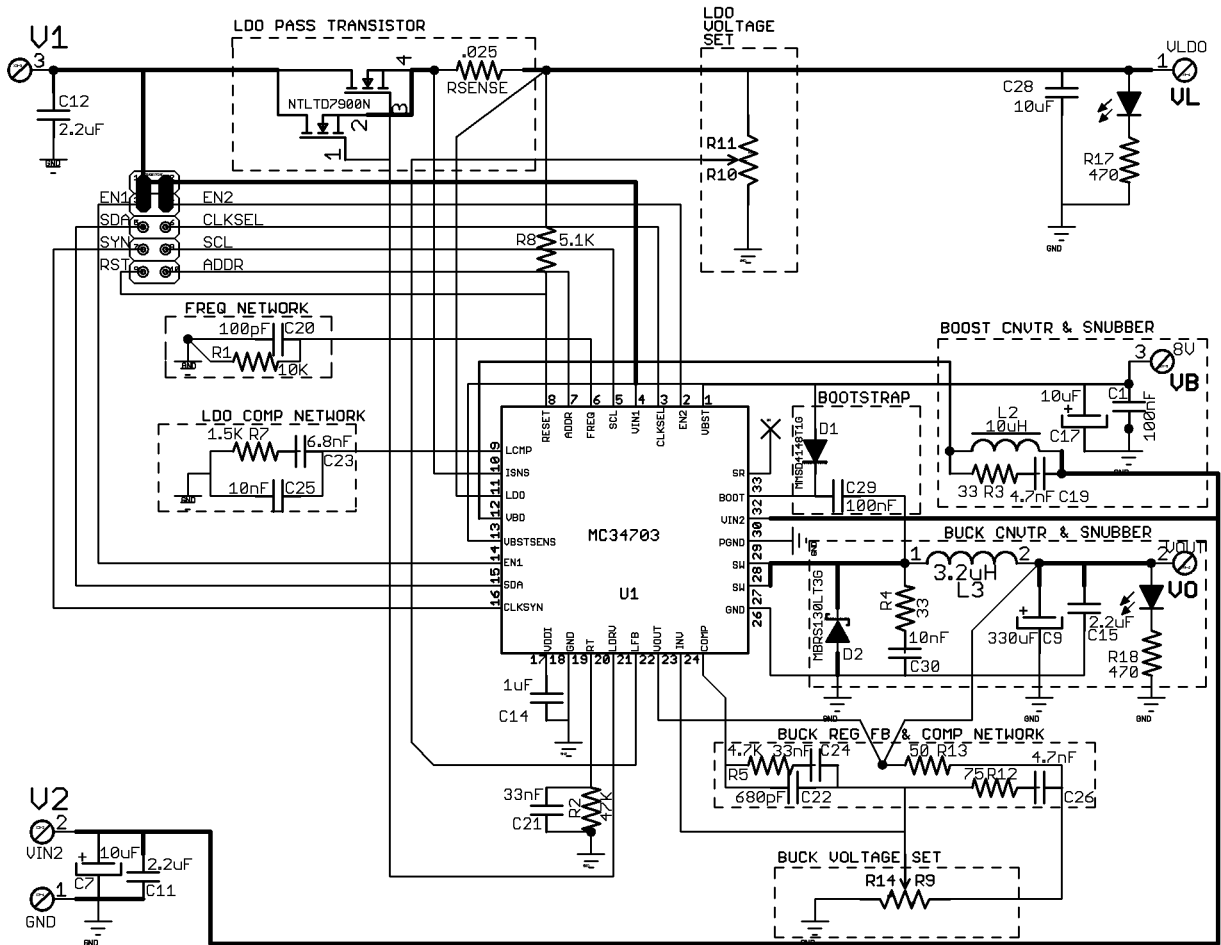 LDO PASS TRANSISTOR
LDO
VOLTAGE
SET
V1
3
C12
2.2uF
GND
NTLTD7900N
4
3
2
1
.025
RSENSE
R11
R10
C28
10uF
VLDO
1
VL
R17
470
GND
EN1
EN2
SDA
CLKSEL
SYN
SCL
RST
ADDR
R8
5.1K
FREQ NETWORK
100pF
C20
R1
10K
GND
LDO COMP NETWORK
1.5K
R7
6.8nF
C23
10nF
C25
GND
BOOST CNVTR & SNUBBER
3
8V
VB
10uF
C17
C1
100nF
GND
L2
10uH
33
R3
4.7nF
C19
BOOTSTRAP
D1
MMSD4148T1G
C29
100nF
8 7 6 5 4 3 2 1
RESET
ADDR
FREQ
SCL
VIN1
CLKSEL
EN2
VBST
9
LCMP
10
ISNS
11
LDO
12
VBD
13
VBSTSENS
14
EN1
15
SDA
16
CLKSYN
MC34703
U1
SR
33
BOOT
32
VIN2
30
PGND
29
SW
28
SW
27
GND
26
GND
VDDI
GND
RT
LDRV
LFB
VOUT
INV
COMP
17 18 19 20 21 22 23 24
BUCK CNVTR & SNUBBER
1
2
3.2uH
L3
2
VOUT
VO
MBRS130LT3G
D2
R4
33
10nF
C30
330uF
C9
2.2uF
C15
R18
470
GND
GND
GND
1uF
C14
GND
33nF
C21
R2
47K
GND
BUCK REG FB & COMP NETWORK
4.7K
R5
33nF
C24
680pF
C22
50
R13
75
R12
4.7nF
C26
BUCK VOLTAGE SET
R14
R9
V2
2
VIN2
10uF
C7
2.2uF
C11
1
GND
GND